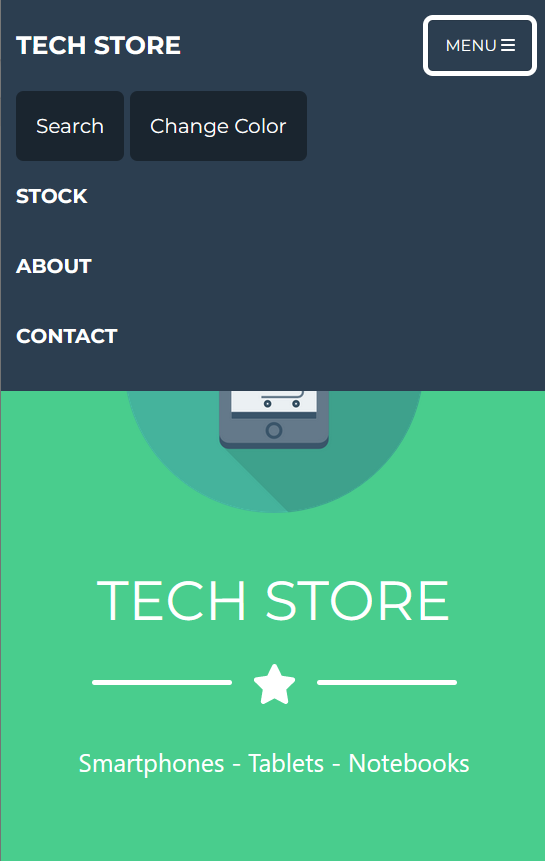 TECH STORE
MENU
Search
Change Color
STOCK
ABOUT
CONTACT
TECH STORE
Smartphones - Tablets - Notebooks